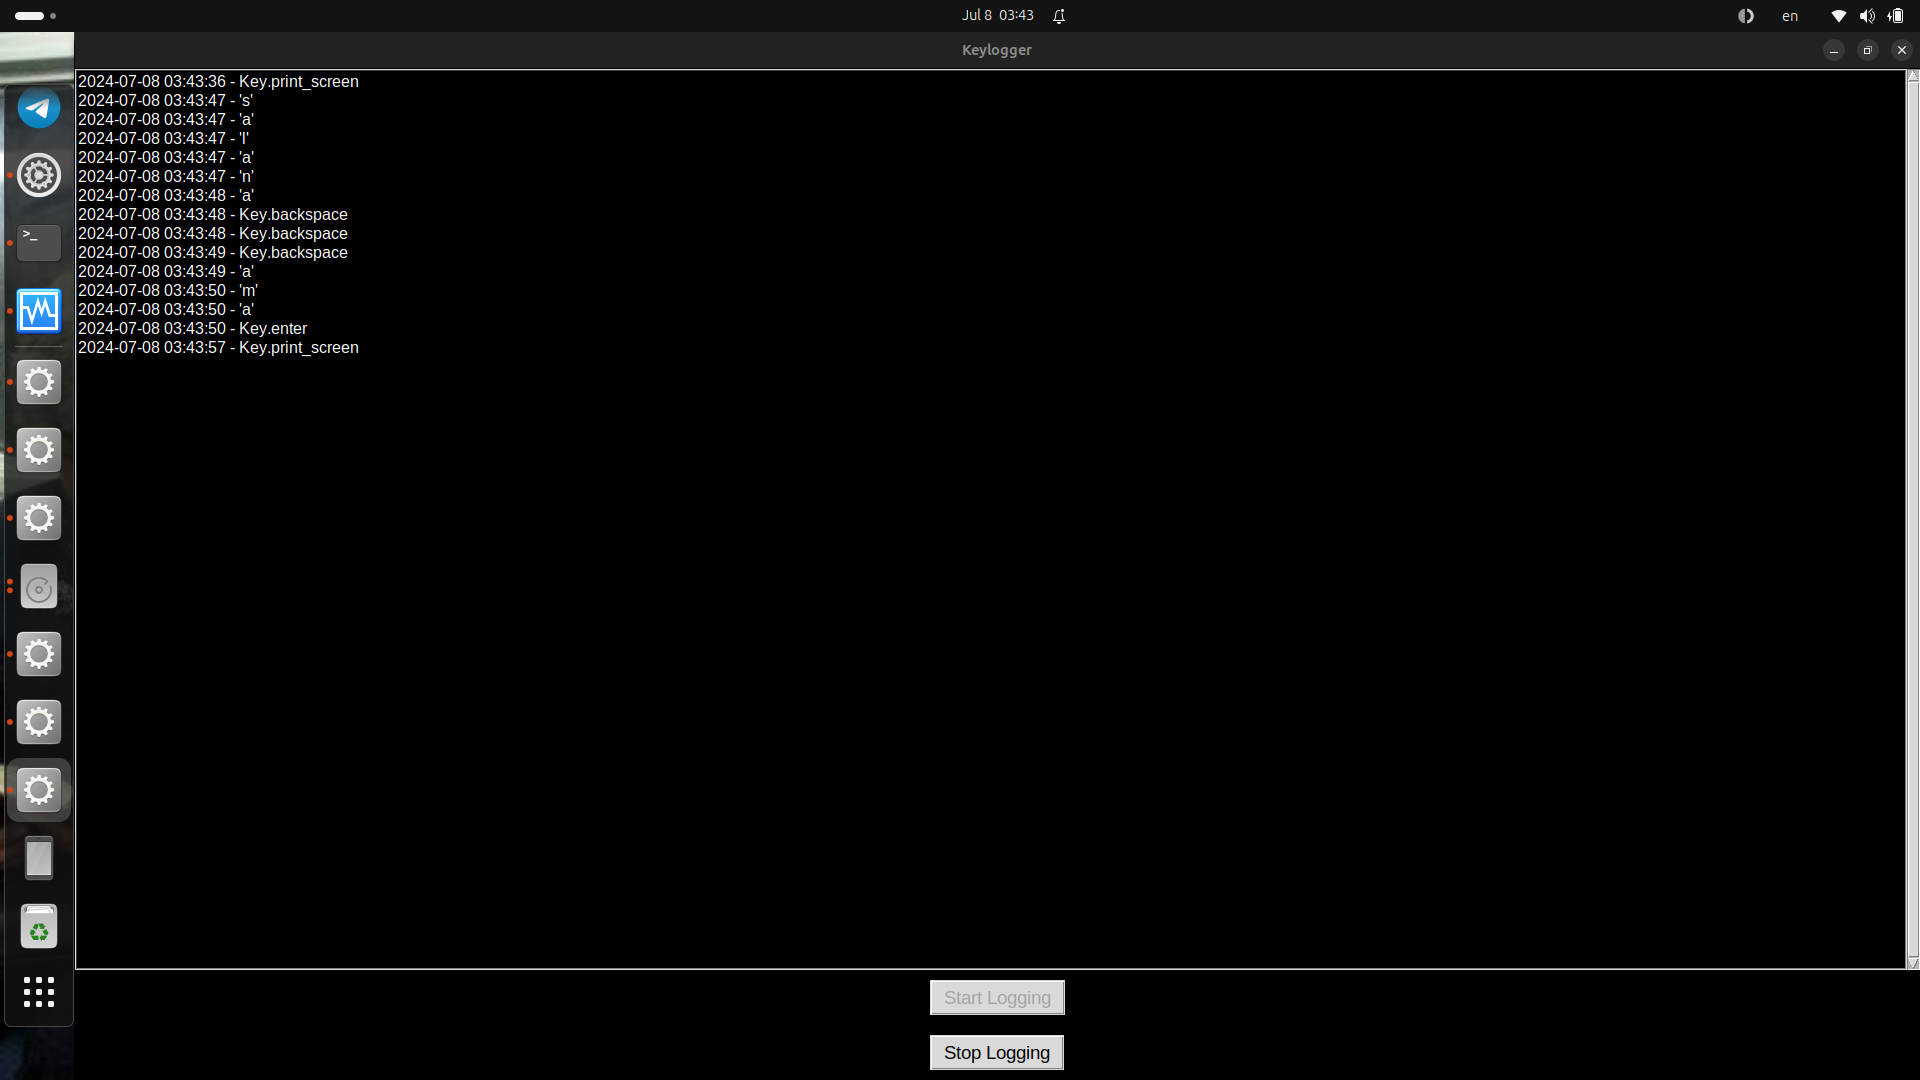 Jul 8 03:43
en
Keylogger
2024-07-08 03:43:36 - Key.print_screen
2024-07-08 03:43:47 - 's'
2024-07-08 03:43:47 - 'a'
2024-07-08 03:43:47 - 'l'
2024-07-08 03:43:47 - 'a'
2024-07-08 03:43:47 - 'n'
2024-07-08 03:43:48 - 'a'
2024-07-08 03:43:48 - Key.backspace
2024-07-08 03:43:48 - Key.backspace
2024-07-08 03:43:49 - Key.backspace
2024-07-08 03:43:49 - 'a'
2024-07-08 03:43:50 - 'm'
2024-07-08 03:43:50 - 'a'
2024-07-08 03:43:50 - Key.enter
2024-07-08 03:43:57 - Key.print_screen
Start Logging
Stop Logging